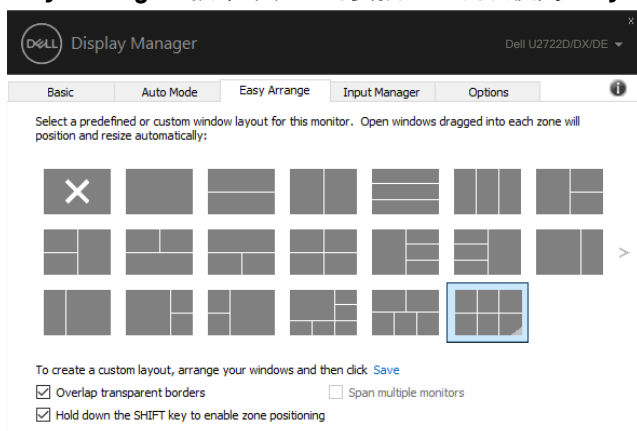 DELL Display Manager
Dell U2722D/DX/DE
Basic Auto Mode Easy Arrange Input Manager Options
Select a predefined or custom window layout for this monitor. Open windows dragged into each zone will
position and resize automatically:
To create a custom layout, arrange your windows and then click Save
Overlap transparent borders
Span multiple monitors
Hold down the SHIFT key to enable zone positioning